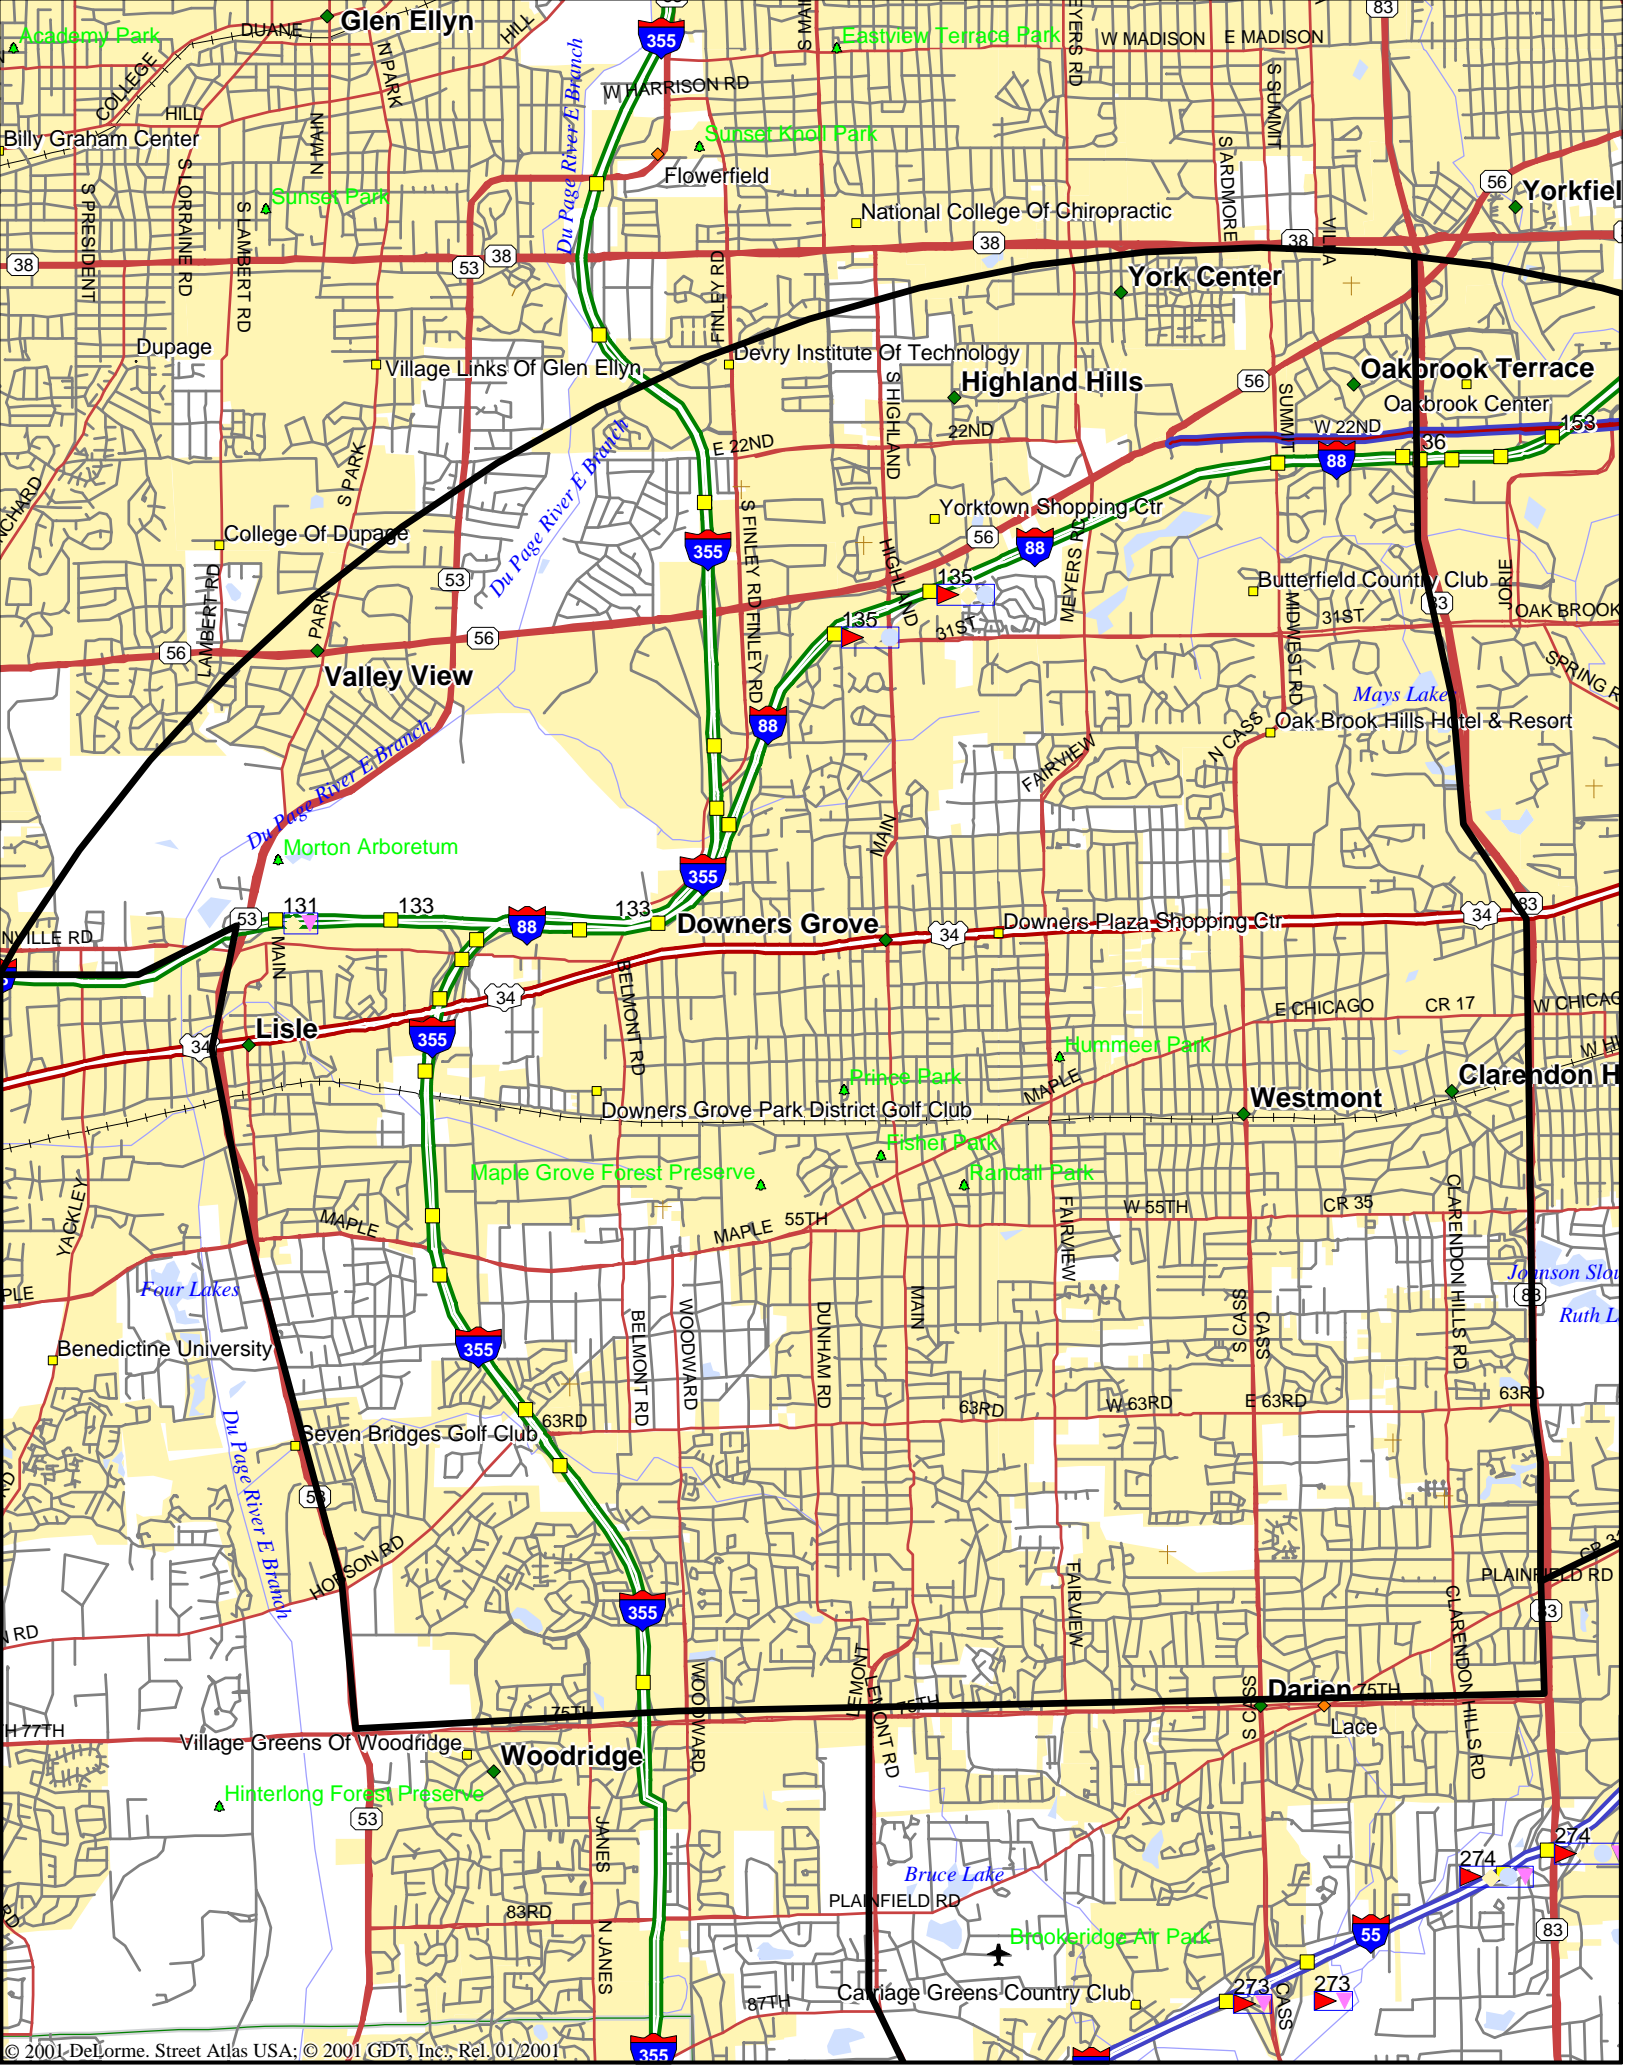 83
Glen Ellyn
Academy Park
DUANE
HILL
N PARK
COLLEGE
355
Eastview Terrace Park
W MADISON
E MADISON
S SUMMIT
W HARRISON RD
HILL
N MAIN
Billy Graham Center
Du Page River E Branch
Sunset Knoll Park
S ARDMORE
S PRESIDENT
S LORRAINE RD
S LAMBERT RD
Sunset Park
Flowerfield
56
National College Of Chiropractic
VILLA
38
53
38
38
38
FINLEY RD
York Center
Dupage
Village Links Of Glen Ellyn
Devry Institute Of Technology
Highland Hills
56
Oakbrook Terrace
Oakbrook Center
S HIGHLAND
SUMMIT
22ND
W 22ND
153
E 22ND
88
S PARK
Du Page River E Branch
College Of Dupage
S FINLEY RD
Yorktown Shopping Ctr
355
56
88
HIGHLAND
MEYERS RD
53
LAMBERT RD
PARK
135
Butterfield Country Club
JORIE
83
MIDWEST RD
31ST
OAK BROOK
135
31ST
56
56
FINLEY RD
Valley View
88
Mays Lake
Oak Brook Hills Hotel & Resort
N CASS
FAIRVIEW
Du Page River E Branch
MAIN
Morton Arboretum
355
53
131
133
133
88
Downers Grove
34
Downers Plaza Shopping Ctr
34
83
MAIN
BELMONT RD
34
E CHICAGO
CR 17
Lisle
34
355
Hummeer Park
Prince Park
MAPLE
Westmont
Downers Grove Park District Golf Club
Fisher Park
Maple Grove Forest Preserve
Randall Park
YACKLEY
MAPLE
MAPLE
55TH
FAIRVIEW
W 55TH
CR 35
CLARENDON HILLS RD
Four Lakes
83
Benedictine University
355
BELMONT RD
WOODWARD
DUNHAM RD
MAIN
S CASS
CASS
63RD
63RD
W 63RD
E 63RD
63RD
Seven Bridges Golf Club
Du Page River E Branch
53
HOBSON RD
355
FAIRVIEW
CLARENDON HILLS RD
PLAINFIELD RD
83
LEMONT
LEMONT RD
WOODWARD
75TH
75TH
S CASS
Darien
75TH
Lace
Village Greens Of Woodridge
Woodridge
Hinterlong Forest Preserve
53
JANES
Bruce Lake
PLAINFIELD RD
274
274
83RD
N JANES
Brookeridge Air Park
55
83
87TH
Carriage Greens Country Club
273
273
CASS
355
© 2001 DeLorme. Street Atlas USA; © 2001 GDT, Inc., Rel. 01/2001